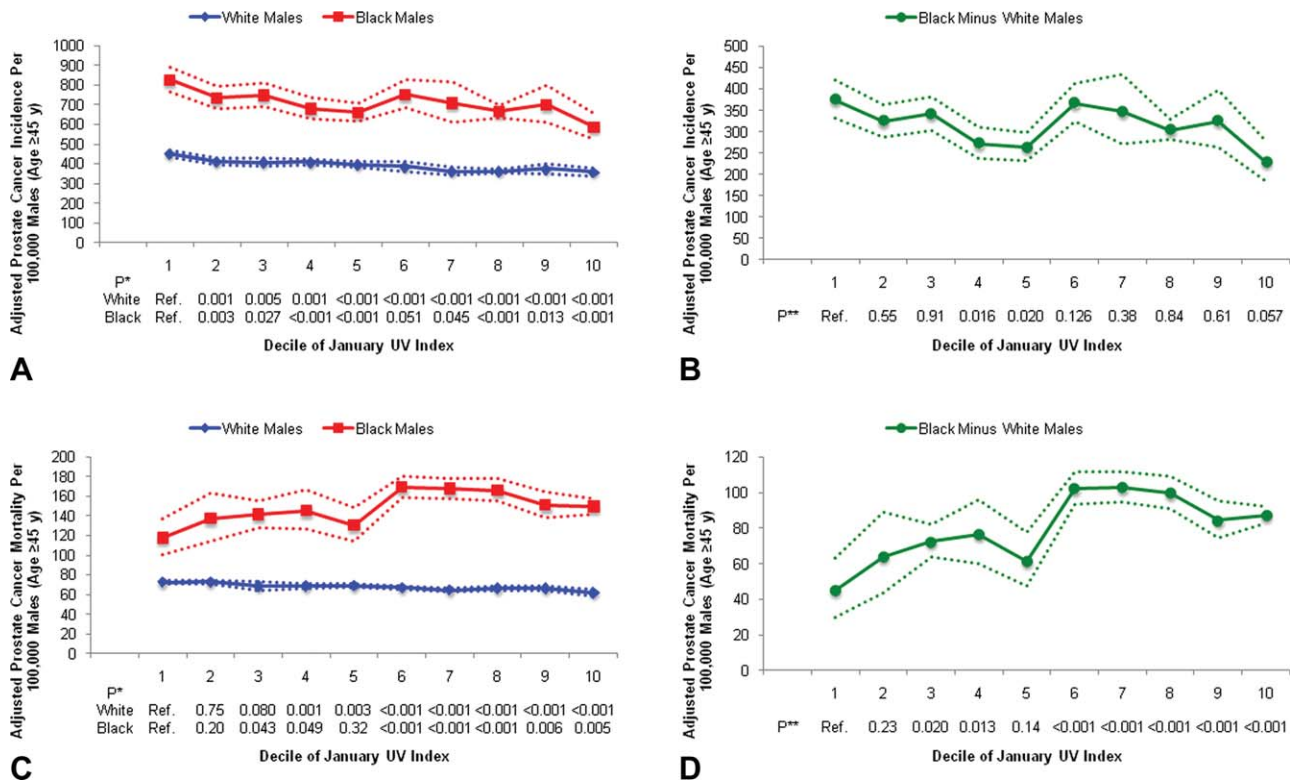 White Males Black Males
Adjusted Prostate Cancer Incidence Per
100,000 Males (Age ≥45 y)
1000
900
800
700
600
500
400
300
200
100
0
1 2 3 4 5 6 7 8 9 10
P*
White Ref. 0.001 0.005 0.001 <0.001 <0.001 <0.001 <0.001 <0.001 <0.001
Black Ref. 0.003 0.027 <0.001 <0.001 0.051 0.045 <0.001 0.013 <0.001
Decile of January UV Index
A
Black Minus White Males
Adjusted Prostate Cancer Incidence Per
100,000 Males (Age ≥45 y)
500
450
400
350
300
250
200
150
100
50
0
1 2 3 4 5 6 7 8 9 10
P** Ref. 0.55 0.91 0.016 0.020 0.126 0.38 0.84 0.61 0.057
Decile of January UV Index
B
White Males Black Males
Adjusted Prostate Cancer Mortality Per
100,000 Males (Age ≥45 y)
200
180
160
140
120
100
80
60
40
20
0
1 2 3 4 5 6 7 8 9 10
P*
White Ref. 0.75 0.080 0.001 0.003 <0.001 <0.001 <0.001 <0.001 <0.001
Black Ref. 0.20 0.043 0.049 0.32 <0.001 <0.001 <0.001 0.006 0.005
Decile of January UV Index
C
Black Minus White Males
Adjusted Prostate Cancer Mortality Per
100,000 Males (Age ≥45 y)
120
100
80
60
40
20
0
1 2 3 4 5 6 7 8 9 10
P** Ref. 0.23 0.020 0.013 0.14 <0.001 <0.001 <0.001 <0.001 <0.001
Decile of January UV Index
D